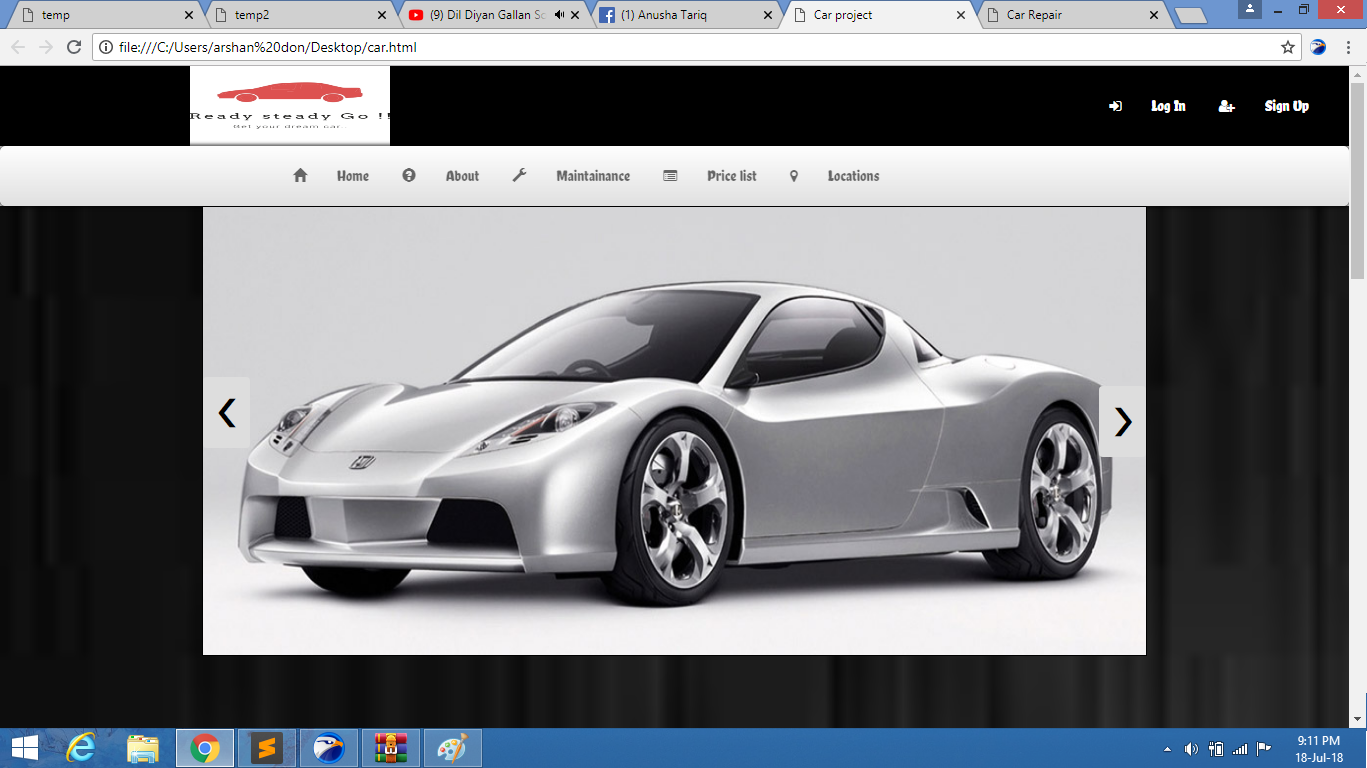 temp
temp2
(9) Dil Diyan Gallan So
(1) Anusha Tariq
Car project
Car Repair
file:///C:/Users/arshan%20don/Desktop/car.html
Ready steady Go !!
Get your dream car..
Log In
Sign Up
Home
About
Maintainance
Price list
Locations
9:11 PM
18-Jul-18